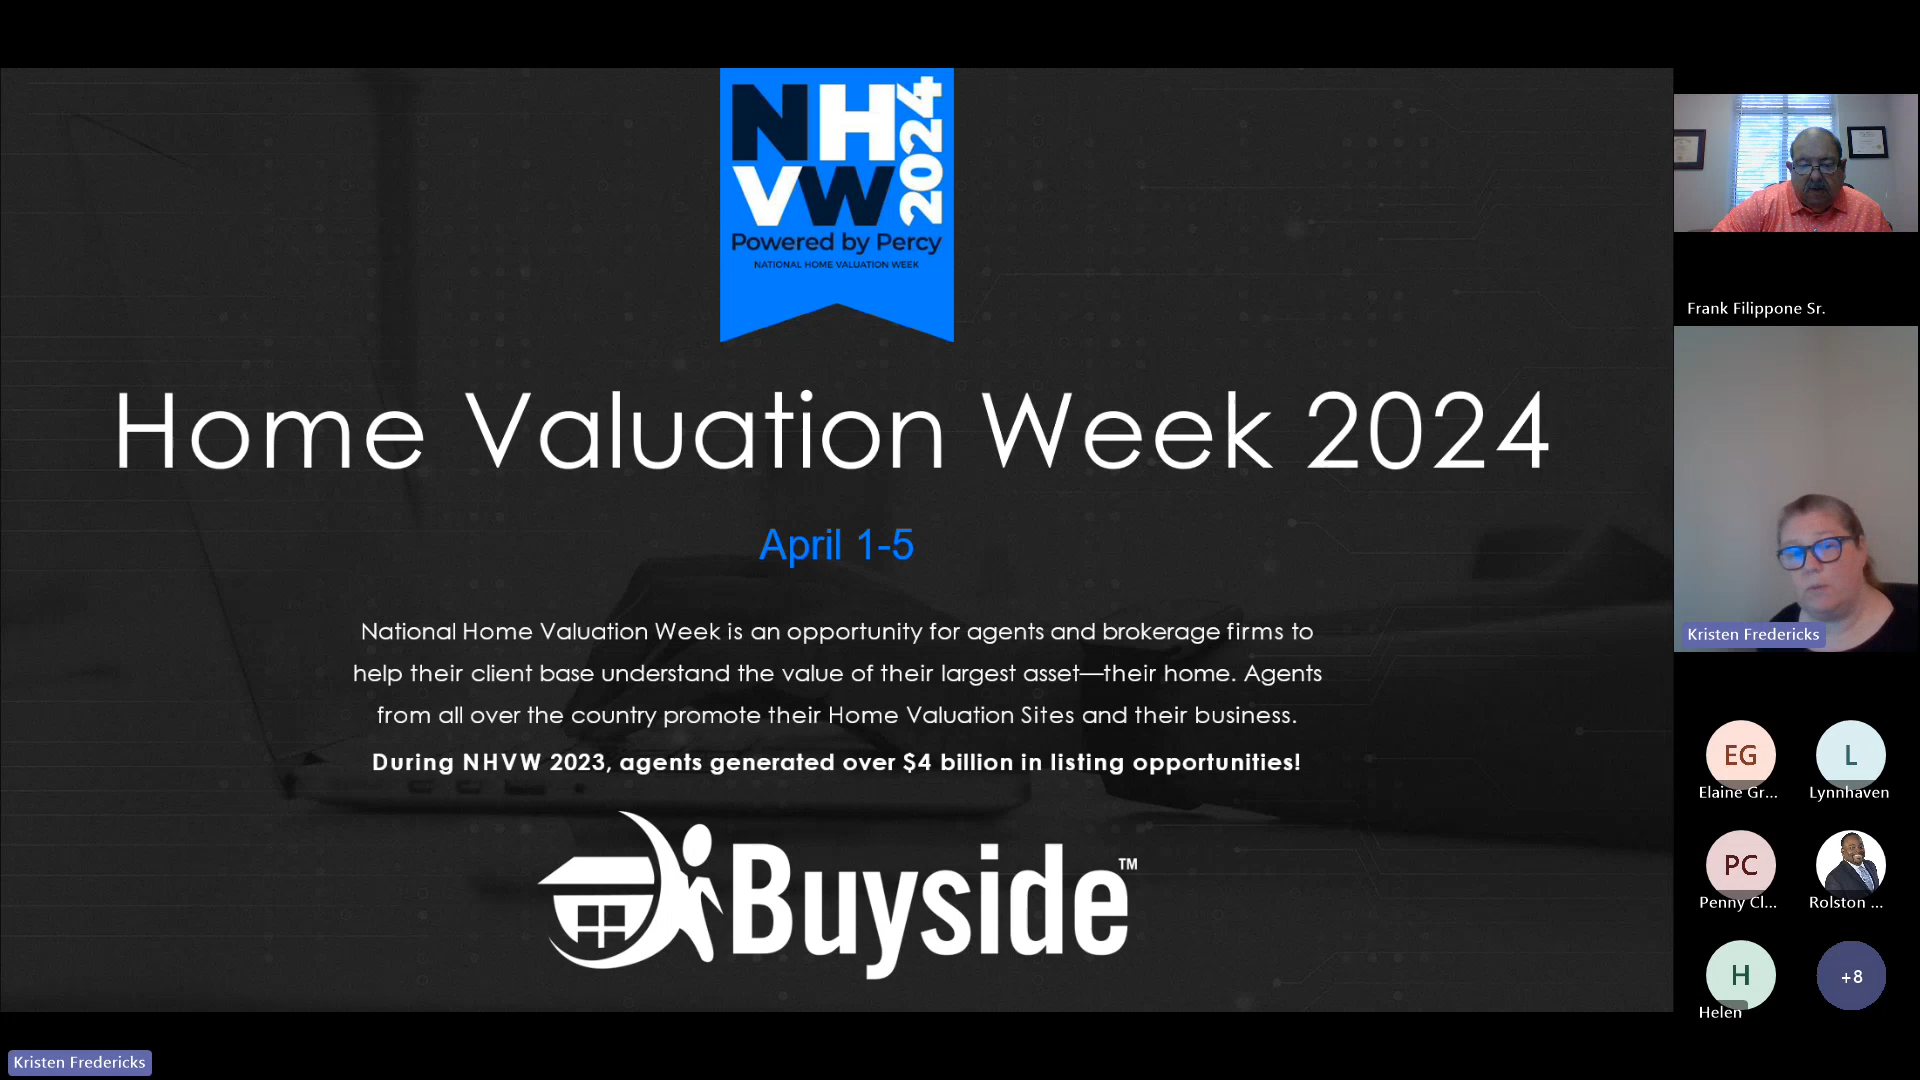 NH
VW
2024
Powered by Percy
NATIONAL HOME VALUATION WEEK
Home Valuation Week 2024
April 1-5
National Home Valuation Week is an opportunity for agents and brokerage firms to
help their client base understand the value of their largest asset—their home. Agents
from all over the country promote their Home Valuation Sites and their business.
During NHVW 2023, agents generated over $4 billion in listing opportunities!
Buyside™
Frank Filippone Sr.
Kristen Fredericks
EG
Elaine Gr...
L
Lynnhaven
PC
Penny Cl...
Rolston ...
H
Helen
+8
Kristen Fredericks